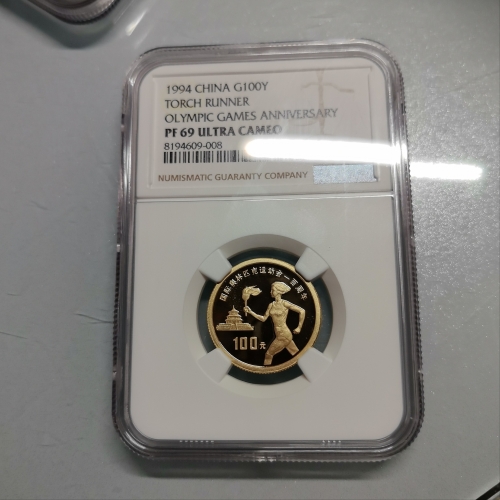 1994 CHINA G100Y
TORCH RUNNER
OLYMPIC GAMES ANNIVERSARY
PF 69 ULTRA CAMEO
8194609-008
NUMISMATIC GUARANTY COMPANY
国际奥林匹克运动会一百周年
100元